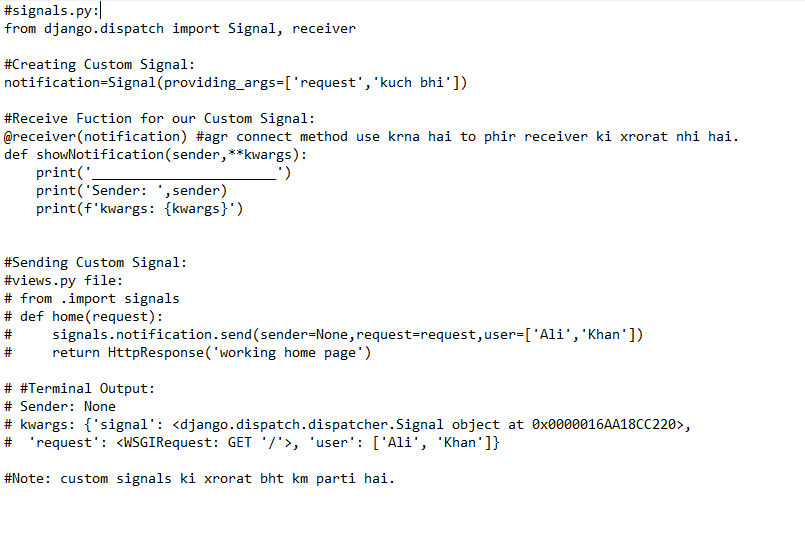 #signals.py:
from django.dispatch import Signal, receiver
#Creating Custom Signal:
notification=Signal(providing_args=['request','kuch bhi'])
#Receive Fuction for our Custom Signal:
@receiver(notification) #agr connect method use krna hai to phir receiver ki xrorat nhi hai.
def showNotification(sender,**kwargs):
    print('_______________________')
    print('Sender: ',sender)
    print(f'kwargs: {kwargs}')
#Sending Custom Signal:
#views.py file:
# from .import signals
# def home(request):
#     signals.notification.send(sender=None,request=request,user=['Ali','Khan'])
#     return HttpResponse('working home page')
# #Terminal Output:
# Sender: None
# kwargs: {'signal': <django.dispatch.dispatcher.Signal object at 0x0000016AA18CC220>,
#  'request': <WSGIRequest: GET '/'>, 'user': ['Ali', 'Khan']}
#Note: custom signals ki xrorat bht km parti hai.